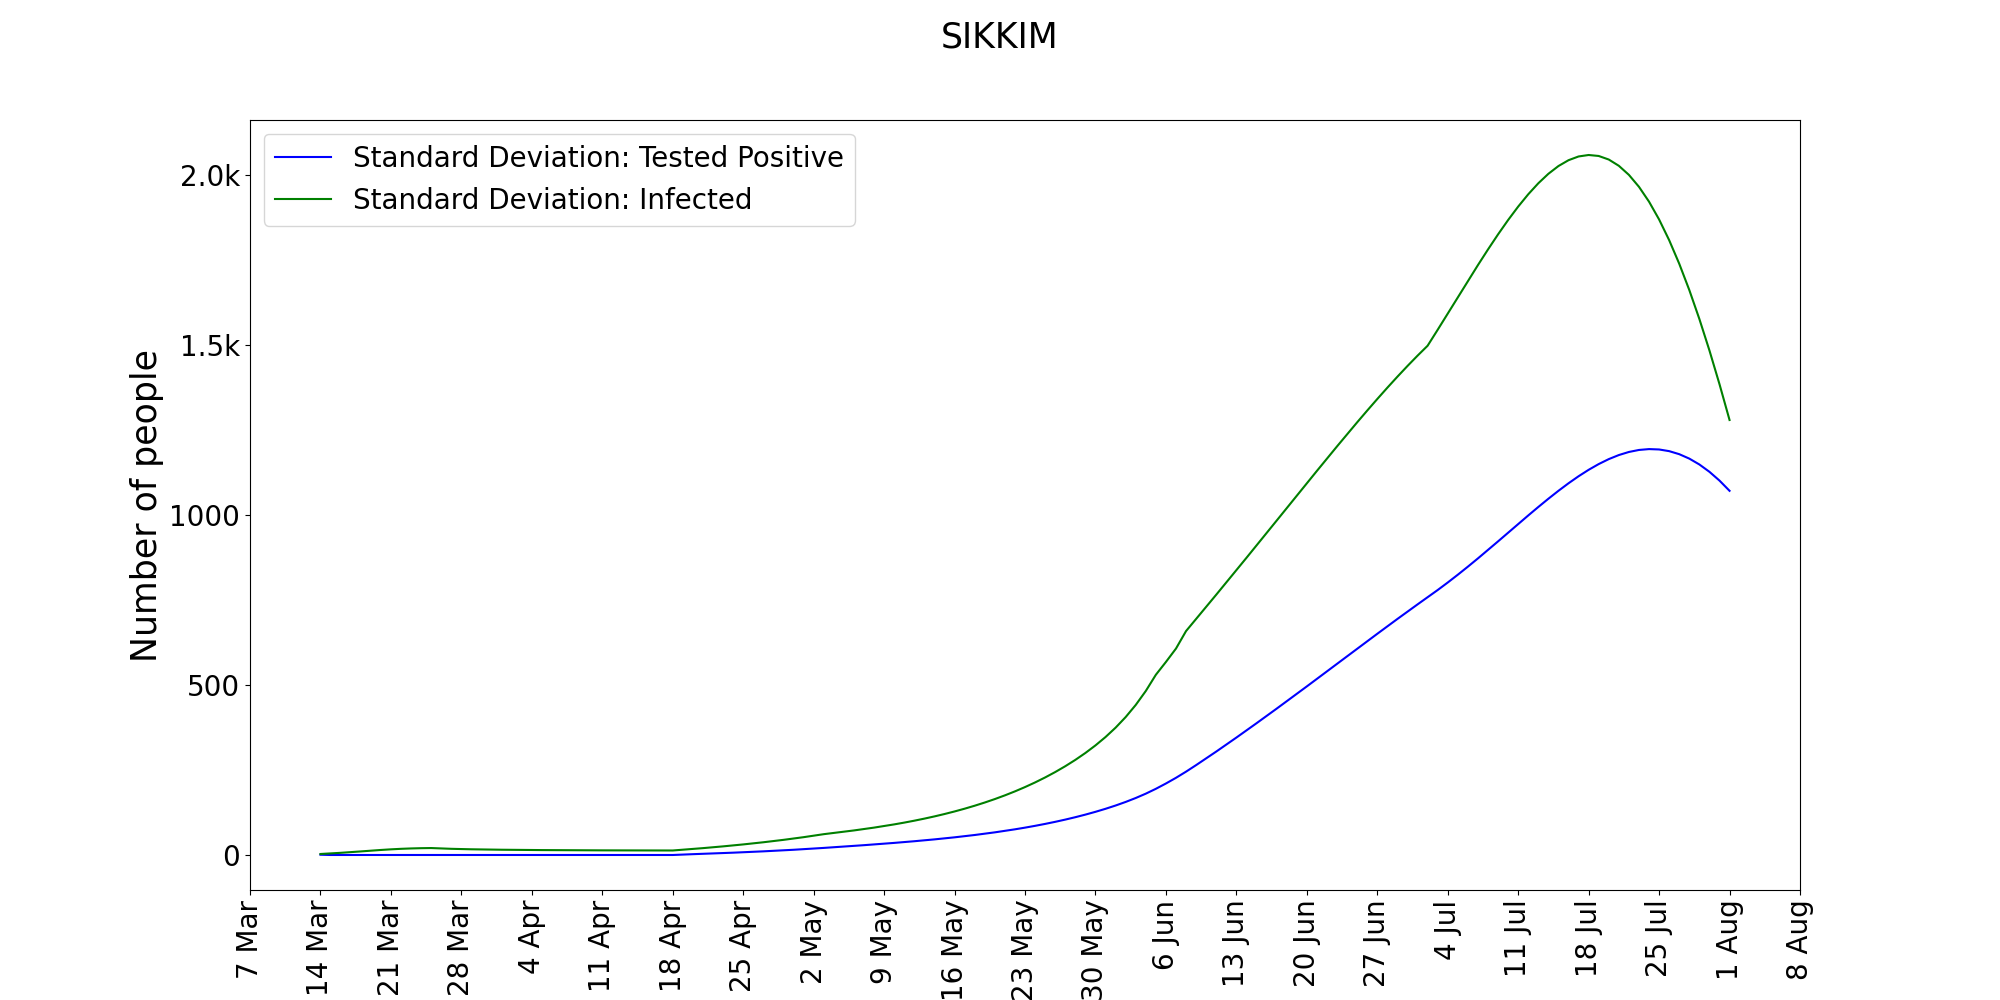 SIKKIM
Standard Deviation: Tested Positive
Standard Deviation: Infected
Number of people
2.0k
1.5k
1000
500
0
7 Mar
14 Mar
21 Mar
28 Mar
4 Apr
11 Apr
18 Apr
25 Apr
2 May
9 May
16 May
23 May
30 May
6 Jun
13 Jun
20 Jun
27 Jun
4 Jul
11 Jul
18 Jul
25 Jul
1 Aug
8 Aug